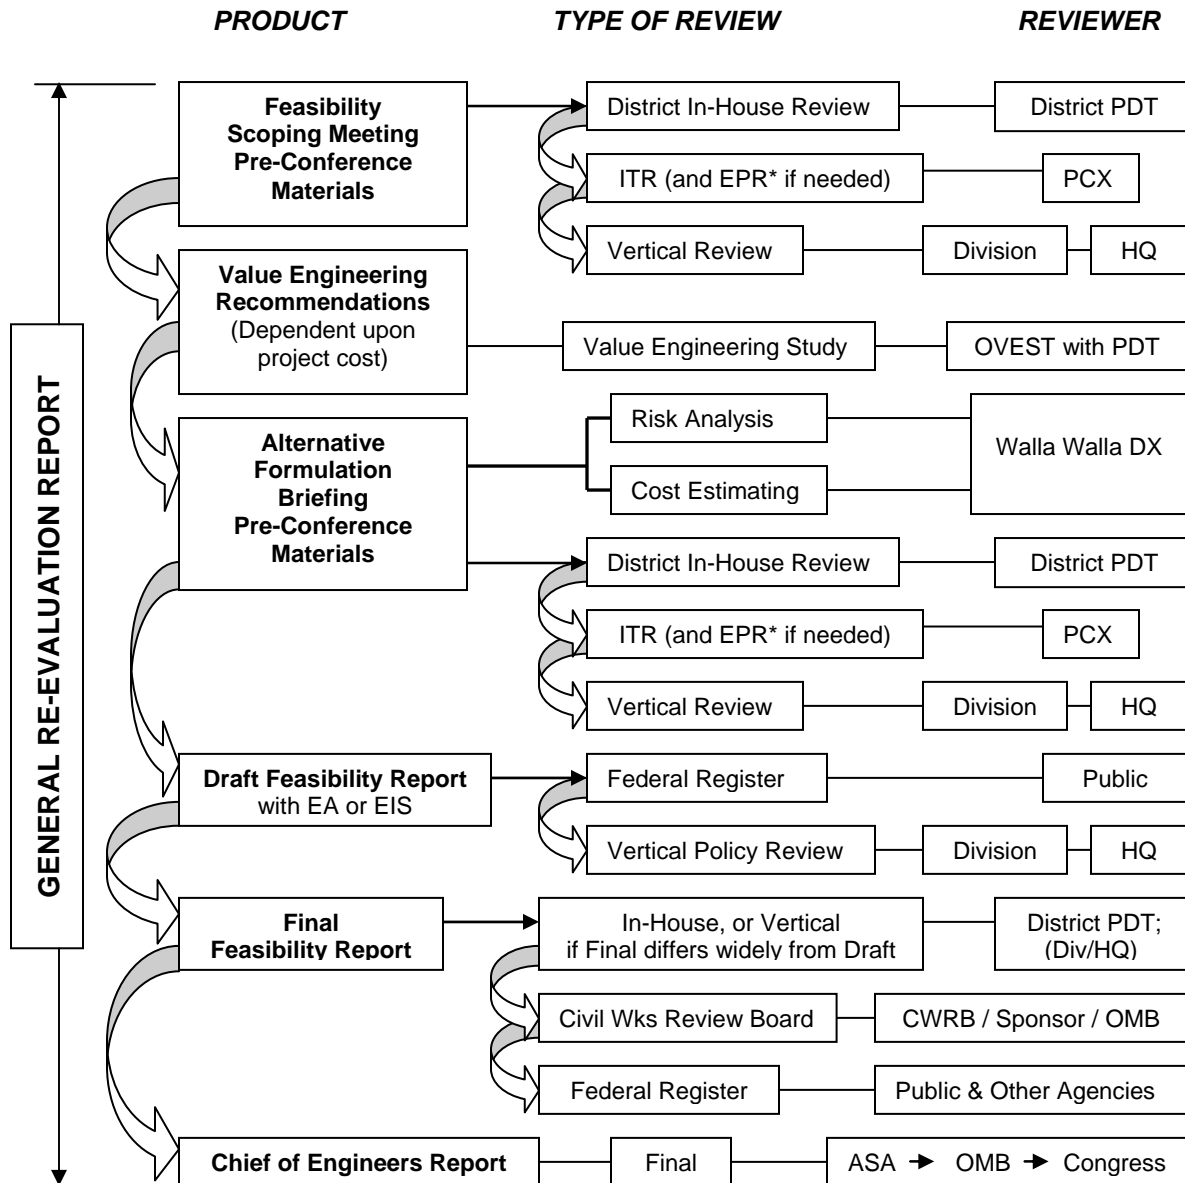 PRODUCT TYPE OF REVIEW REVIEWER
GENERAL RE-EVALUATION REPORT
Feasibility
Scoping Meeting
Pre-Conference
Materials
District In-House Review
District PDT
ITR (and EPR* if needed)
PCX
Vertical Review
Division
HQ
Value Engineering
Recommendations
(Dependent upon
project cost)
Value Engineering Study
OVEST with PDT
Alternative
Formulation
Briefing
Pre-Conference
Materials
Risk Analysis
Cost Estimating
Walla Walla DX
District In-House Review
District PDT
ITR (and EPR* if needed)
PCX
Vertical Review
Division
HQ
Draft Feasibility Report
with EA or EIS
Federal Register
Public
Vertical Policy Review
Division
HQ
Final
Feasibility Report
In-House, or Vertical
if Final differs widely from Draft
District PDT;
(Div/HQ)
Civil Wks Review Board
CWRB / Sponsor / OMB
Federal Register
Public & Other Agencies
Chief of Engineers Report
Final
ASA OMB Congress